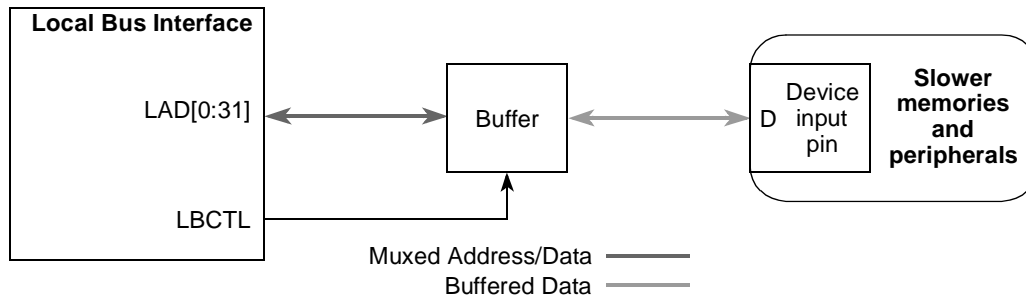 Local Bus Interface
LAD[0:31]
LBCTL
Buffer
D
Device
input
pin
Slower
memories
and
peripherals
Muxed Address/Data
Buffered Data